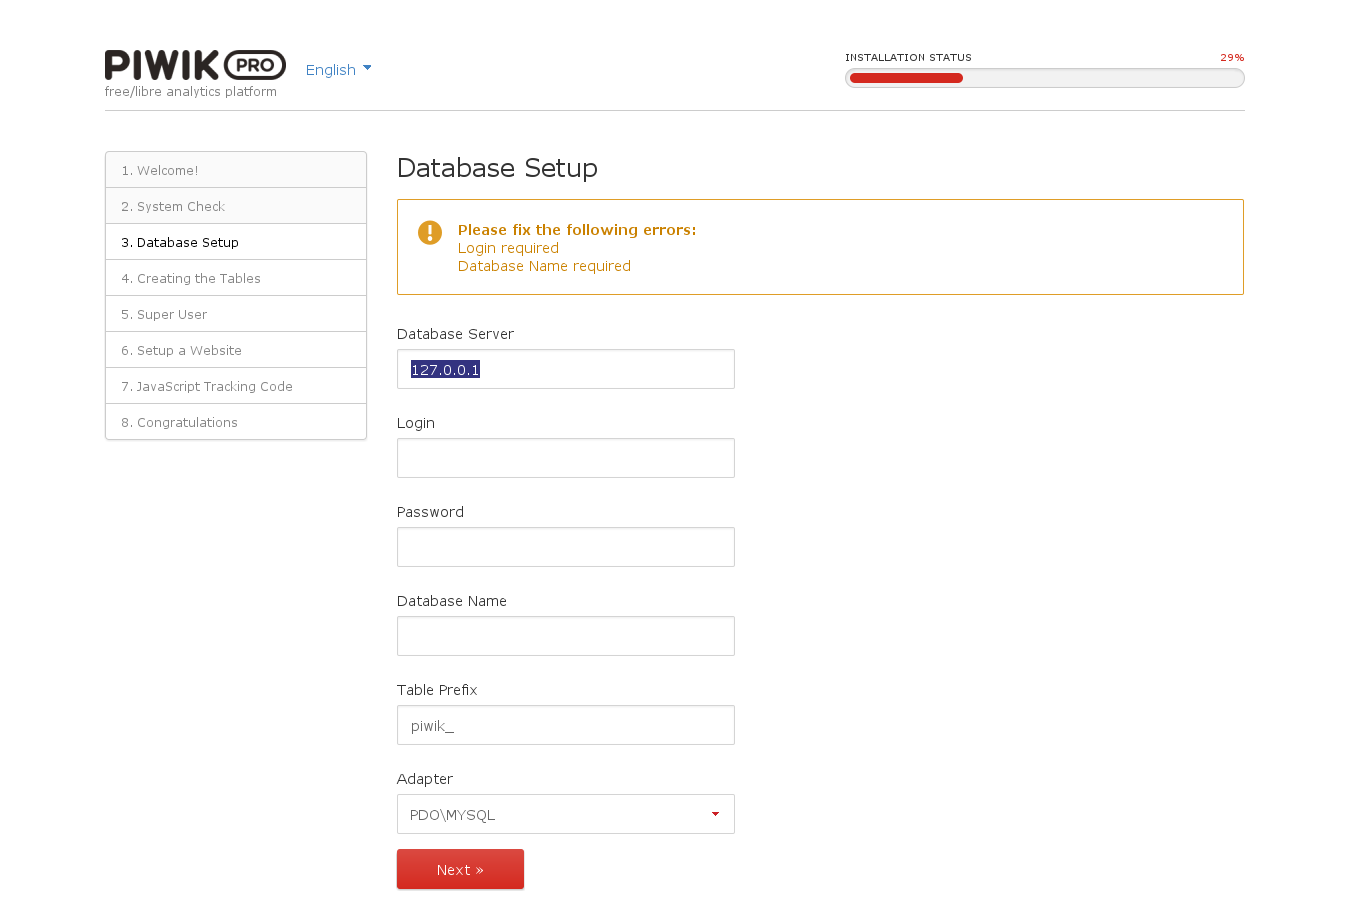 PIWIK PRO
English
free/libre analytics platform
INSTALLATION STATUS 29%
1. Welcome!
2. System Check
3. Database Setup
4. Creating the Tables
5. Super User
6. Setup a Website
7. JavaScript Tracking Code
8. Congratulations
Database Setup
Please fix the following errors:
Login required
Database Name required
Database Server
127.0.0.1
Login
Password
Database Name
Table Prefix
piwik_
Adapter
PDO\MYSQL
Next »